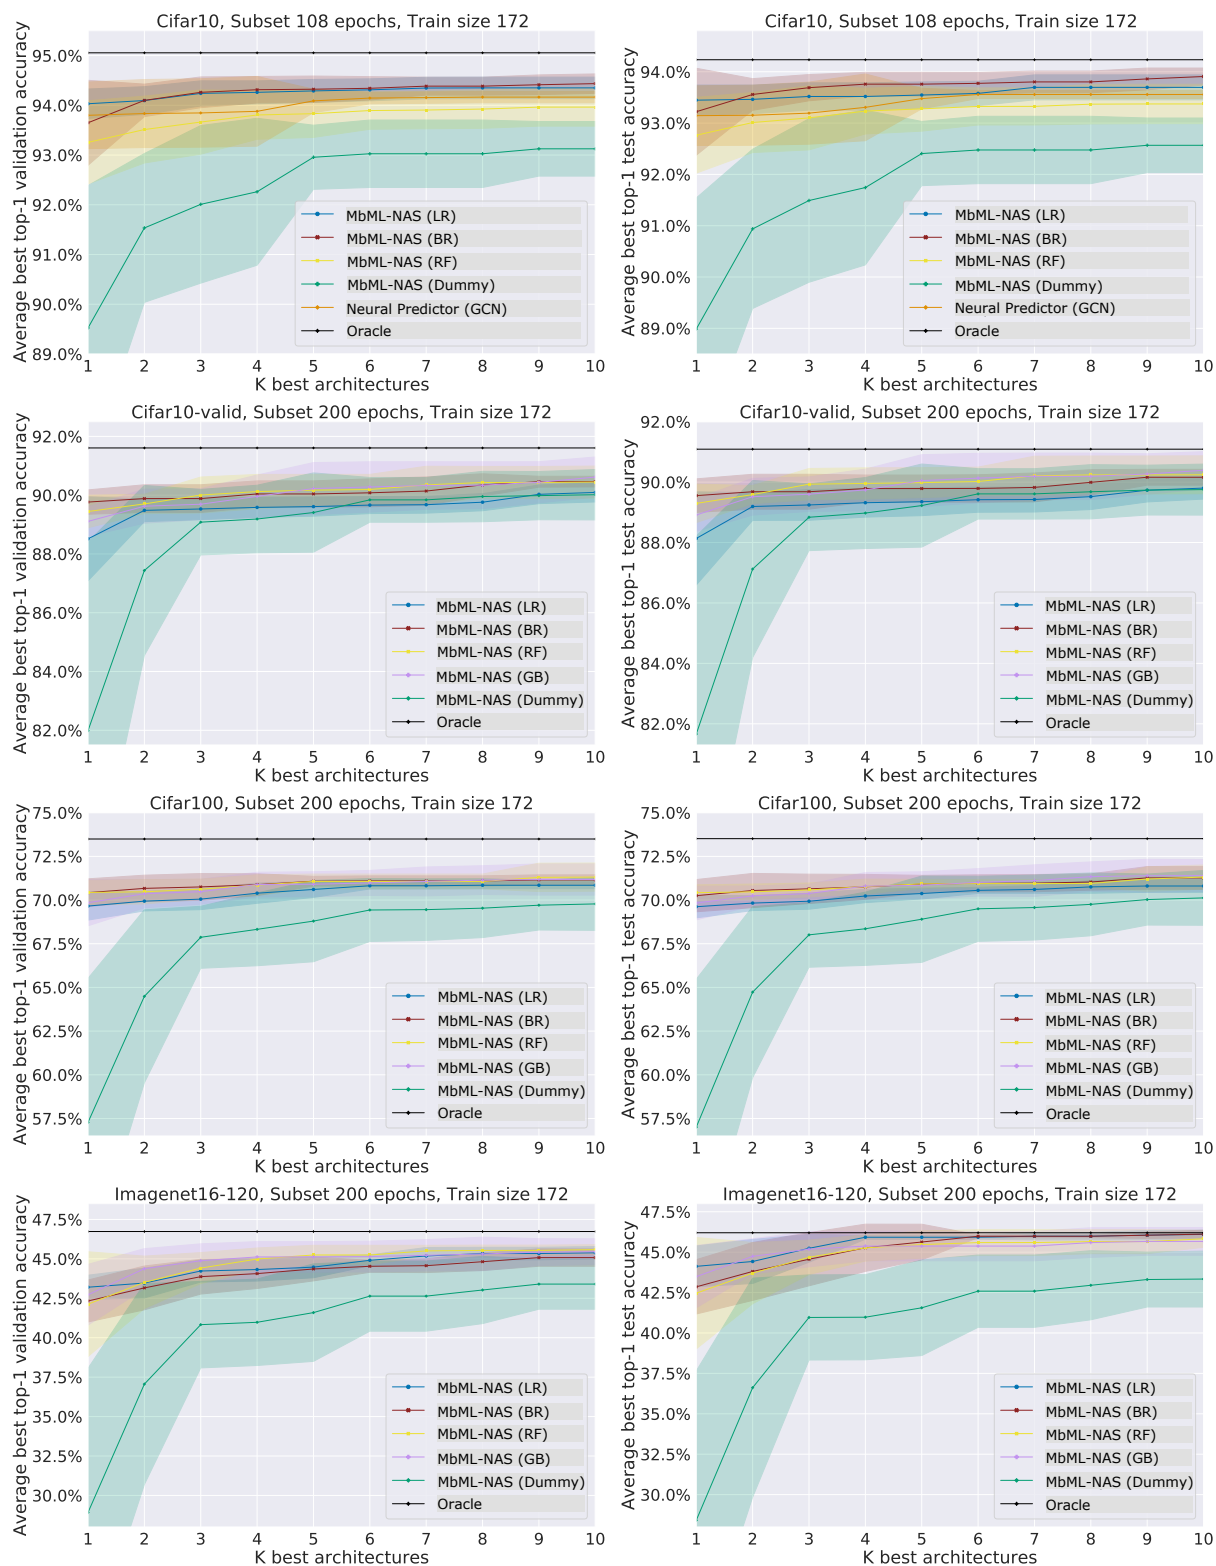 Cifar10, Subset 108 epochs, Train size 172
Average best top-1 validation accuracy
95.0%
94.0%
93.0%
92.0%
91.0%
90.0%
89.0%
MbML-NAS (LR)
MbML-NAS (BR)
MbML-NAS (RF)
MbML-NAS (Dummy)
Neural Predictor (GCN)
Oracle
1 2 3 4 5 6 7 8 9 10
K best architectures
Cifar10, Subset 108 epochs, Train size 172
Average best top-1 test accuracy
94.0%
93.0%
92.0%
91.0%
90.0%
89.0%
MbML-NAS (LR)
MbML-NAS (BR)
MbML-NAS (RF)
MbML-NAS (Dummy)
Neural Predictor (GCN)
Oracle
1 2 3 4 5 6 7 8 9 10
K best architectures
Cifar10-valid, Subset 200 epochs, Train size 172
Average best top-1 validation accuracy
92.0%
90.0%
88.0%
86.0%
84.0%
82.0%
MbML-NAS (LR)
MbML-NAS (BR)
MbML-NAS (RF)
MbML-NAS (GB)
MbML-NAS (Dummy)
Oracle
1 2 3 4 5 6 7 8 9 10
K best architectures
Cifar10-valid, Subset 200 epochs, Train size 172
Average best top-1 test accuracy
92.0%
90.0%
88.0%
86.0%
84.0%
82.0%
MbML-NAS (LR)
MbML-NAS (BR)
MbML-NAS (RF)
MbML-NAS (GB)
MbML-NAS (Dummy)
Oracle
1 2 3 4 5 6 7 8 9 10
K best architectures
Cifar100, Subset 200 epochs, Train size 172
Average best top-1 validation accuracy
75.0%
72.5%
70.0%
67.5%
65.0%
62.5%
60.0%
57.5%
MbML-NAS (LR)
MbML-NAS (BR)
MbML-NAS (RF)
MbML-NAS (GB)
MbML-NAS (Dummy)
Oracle
1 2 3 4 5 6 7 8 9 10
K best architectures
Cifar100, Subset 200 epochs, Train size 172
Average best top-1 test accuracy
75.0%
72.5%
70.0%
67.5%
65.0%
62.5%
60.0%
57.5%
MbML-NAS (LR)
MbML-NAS (BR)
MbML-NAS (RF)
MbML-NAS (GB)
MbML-NAS (Dummy)
Oracle
1 2 3 4 5 6 7 8 9 10
K best architectures
Imagenet16-120, Subset 200 epochs, Train size 172
Average best top-1 validation accuracy
47.5%
45.0%
42.5%
40.0%
37.5%
35.0%
32.5%
30.0%
MbML-NAS (LR)
MbML-NAS (BR)
MbML-NAS (RF)
MbML-NAS (GB)
MbML-NAS (Dummy)
Oracle
1 2 3 4 5 6 7 8 9 10
K best architectures
Imagenet16-120, Subset 200 epochs, Train size 172
Average best top-1 test accuracy
47.5%
45.0%
42.5%
40.0%
37.5%
35.0%
32.5%
30.0%
MbML-NAS (LR)
MbML-NAS (BR)
MbML-NAS (RF)
MbML-NAS (GB)
MbML-NAS (Dummy)
Oracle
1 2 3 4 5 6 7 8 9 10
K best architectures